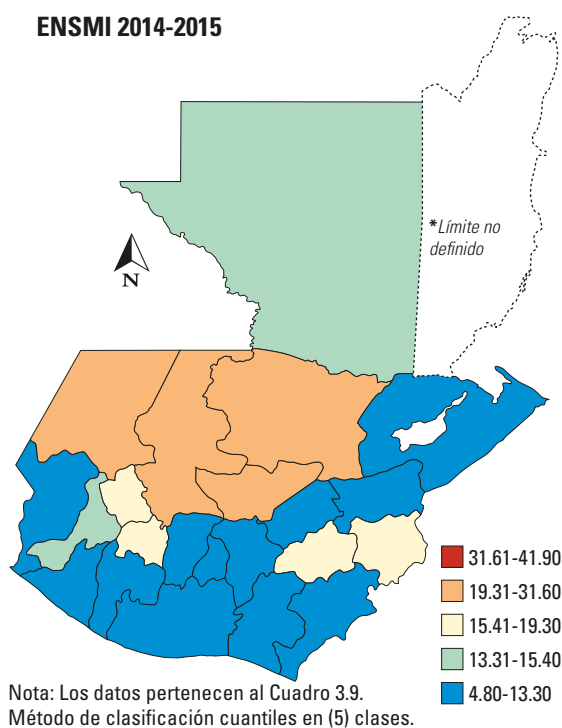 ENSMI 2014-2015
*Límite no
definido
N
31.61-41.90
19.31-31.60
15.41-19.30
13.31-15.40
4.80-13.30
Nota: Los datos pertenecen al Cuadro 3.9.
Método de clasificación cuantiles en (5) clases.